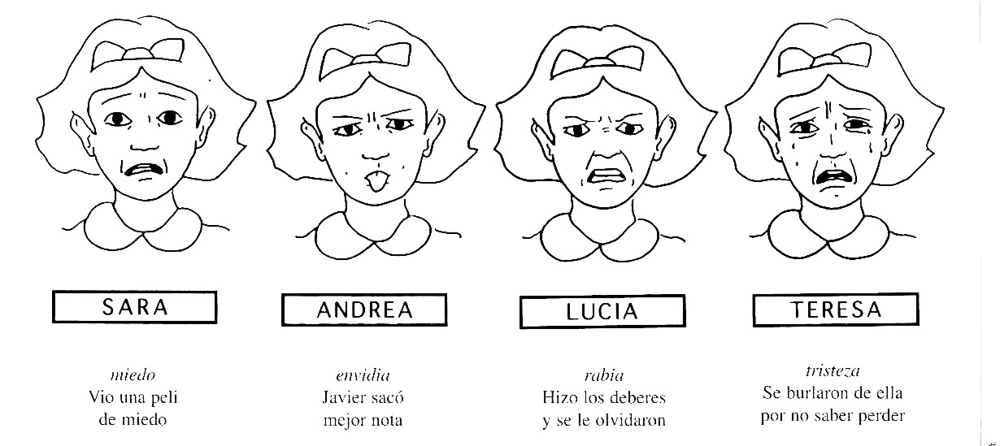 SARA
ANDREA
LUCIA
TERESA
miedo
Vio una peli
de miedo
envidia
Javier sacó
mejor nota
rabia
Hizo los deberes
y se le olvidaron
tristeza
Se burlaron de ella
por no saber perder